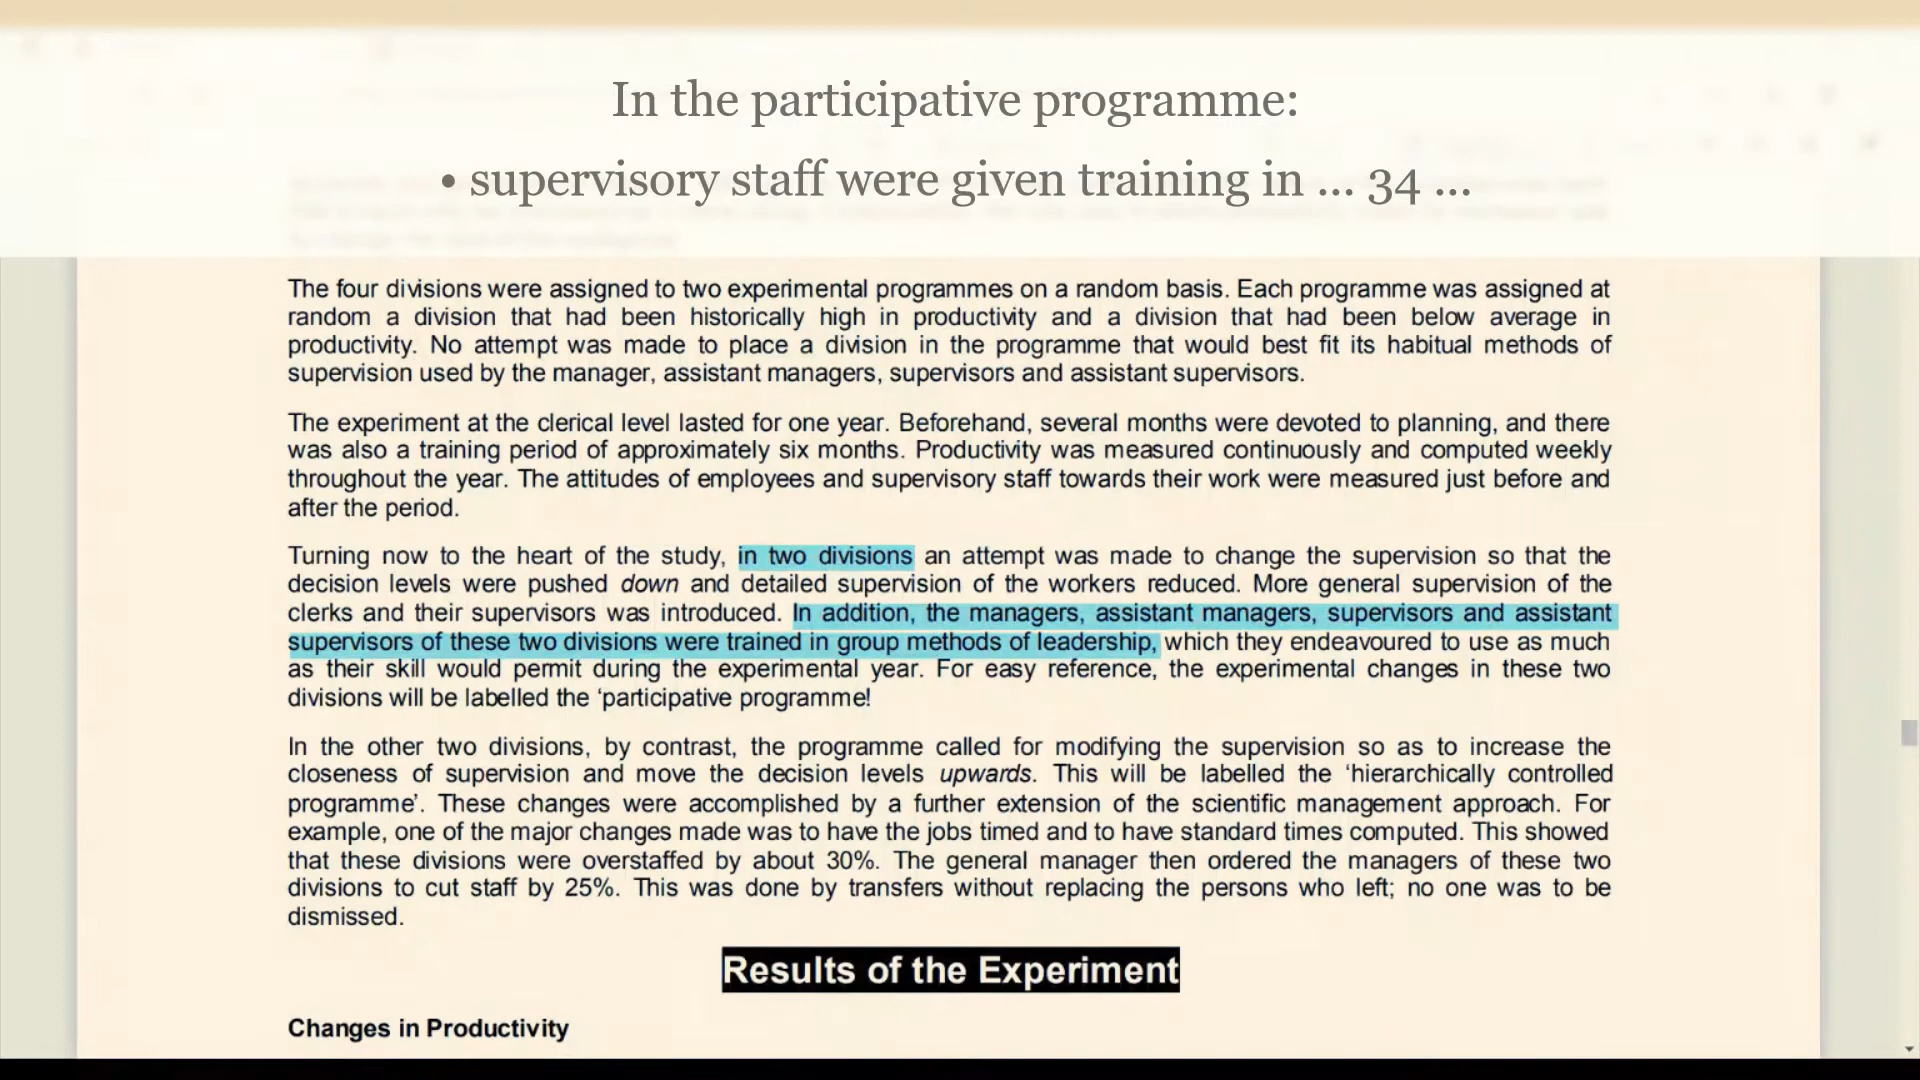 In the participative programme:
• supervisory staff were given training in ... 34 ...
The four divisions were assigned to two experimental programmes on a random basis. Each programme was assigned at
random a division that had been historically high in productivity and a division that had been below average in
productivity. No attempt was made to place a division in the programme that would best fit its habitual methods of
supervision used by the manager, assistant managers, supervisors and assistant supervisors.
The experiment at the clerical level lasted for one year. Beforehand, several months were devoted to planning, and there
was also a training period of approximately six months. Productivity was measured continuously and computed weekly
throughout the year. The attitudes of employees and supervisory staff towards their work were measured just before and
after the period.
Turning now to the heart of the study, in two divisions an attempt was made to change the supervision so that the
decision levels were pushed down and detailed supervision of the workers reduced. More general supervision of the
clerks and their supervisors was introduced. In addition, the managers, assistant managers, supervisors and assistant
supervisors of these two divisions were trained in group methods of leadership, which they endeavoured to use as much
as their skill would permit during the experimental year. For easy reference, the experimental changes in these two
divisions will be labelled the ‘participative programme!
In the other two divisions, by contrast, the programme called for modifying the supervision so as to increase the
closeness of supervision and move the decision levels upwards. This will be labelled the ‘hierarchically controlled
programme’. These changes were accomplished by a further extension of the scientific management approach. For
example, one of the major changes made was to have the jobs timed and to have standard times computed. This showed
that these divisions were overstaffed by about 30%. The general manager then ordered the managers of these two
divisions to cut staff by 25%. This was done by transfers without replacing the persons who left; no one was to be
dismissed.
Results of the Experiment
Changes in Productivity